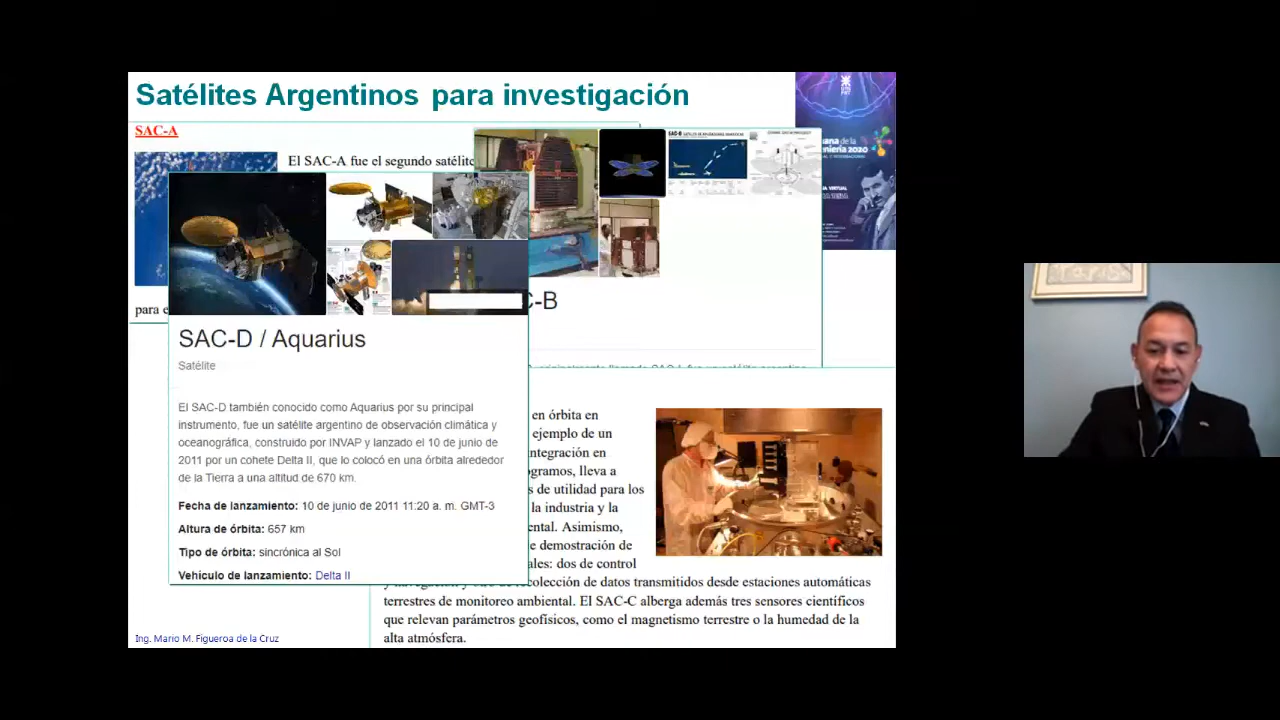 Satélites Argentinos para investigación
SAC-A
El SAC-A fue el segundo satélite
para e
SAC-B
C-B
SAC-D / Aquarius
Satélite
El SAC-D también conocido como Aquarius por su principal
instrumento, fue un satélite argentino de observación climática y
oceanográfica, construido por INVAP y lanzado el 10 de junio de
2011 por un cohete Delta II, que lo colocó en una órbita alrededor
de la Tierra a una altitud de 670 km.
Fecha de lanzamiento: 10 de junio de 2011 11:20 a. m. GMT-3
Altura de órbita: 657 km
Tipo de órbita: sincrónica al Sol
Vehículo de lanzamiento: Delta II
en órbita en
ejemplo de un
integración en
ogramos, lleva a
s de utilidad para los
la industria y la
ental. Asimismo,
e demostración de
ales: dos de control
recolección de datos transmitidos desde estaciones automáticas
terrestres de monitoreo ambiental. El SAC-C alberga además tres sensores científicos
que relevan parámetros geofísicos, como el magnetismo terrestre o la humedad de la
alta atmósfera.
ana de la
eniería 2020
VIRTUAL
Ing. Mario M. Figueroa de la Cruz